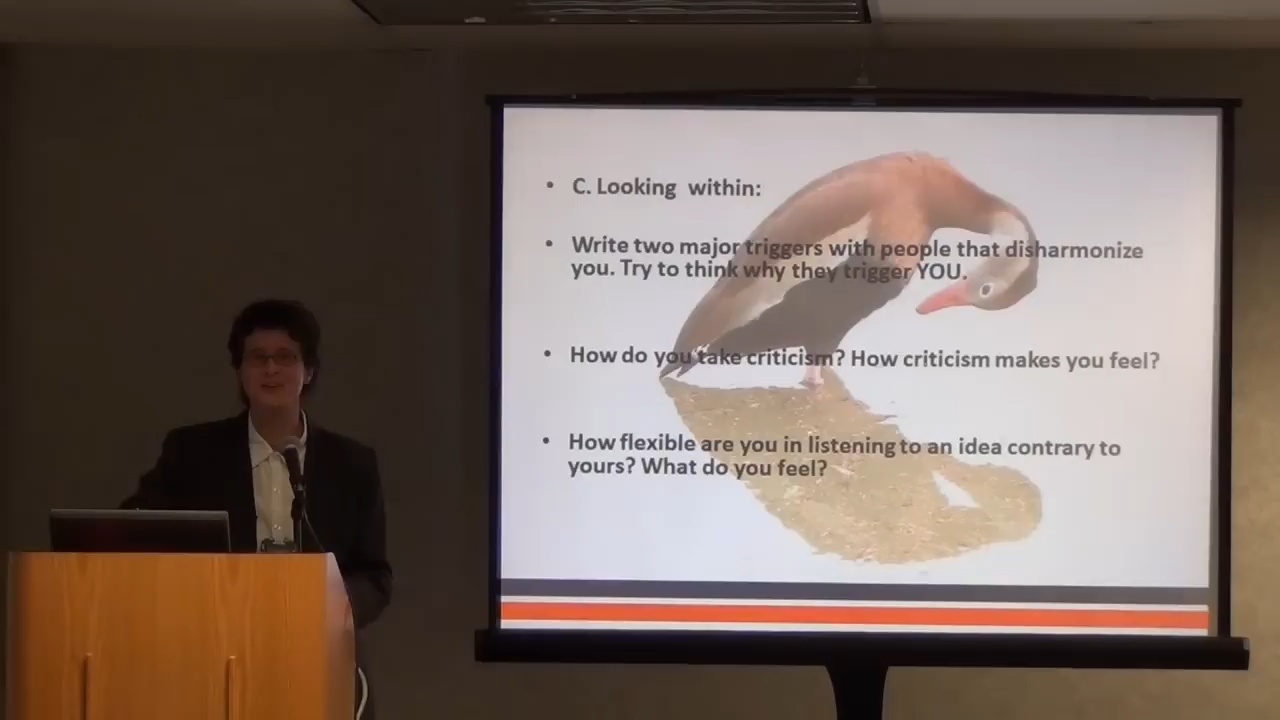 • C. Looking within:
• Write two major triggers with people that disharmonize
you. Try to think why they trigger YOU.
• How do you take criticism? How criticism makes you feel?
• How flexible are you in listening to an idea contrary to
yours? What do you feel?